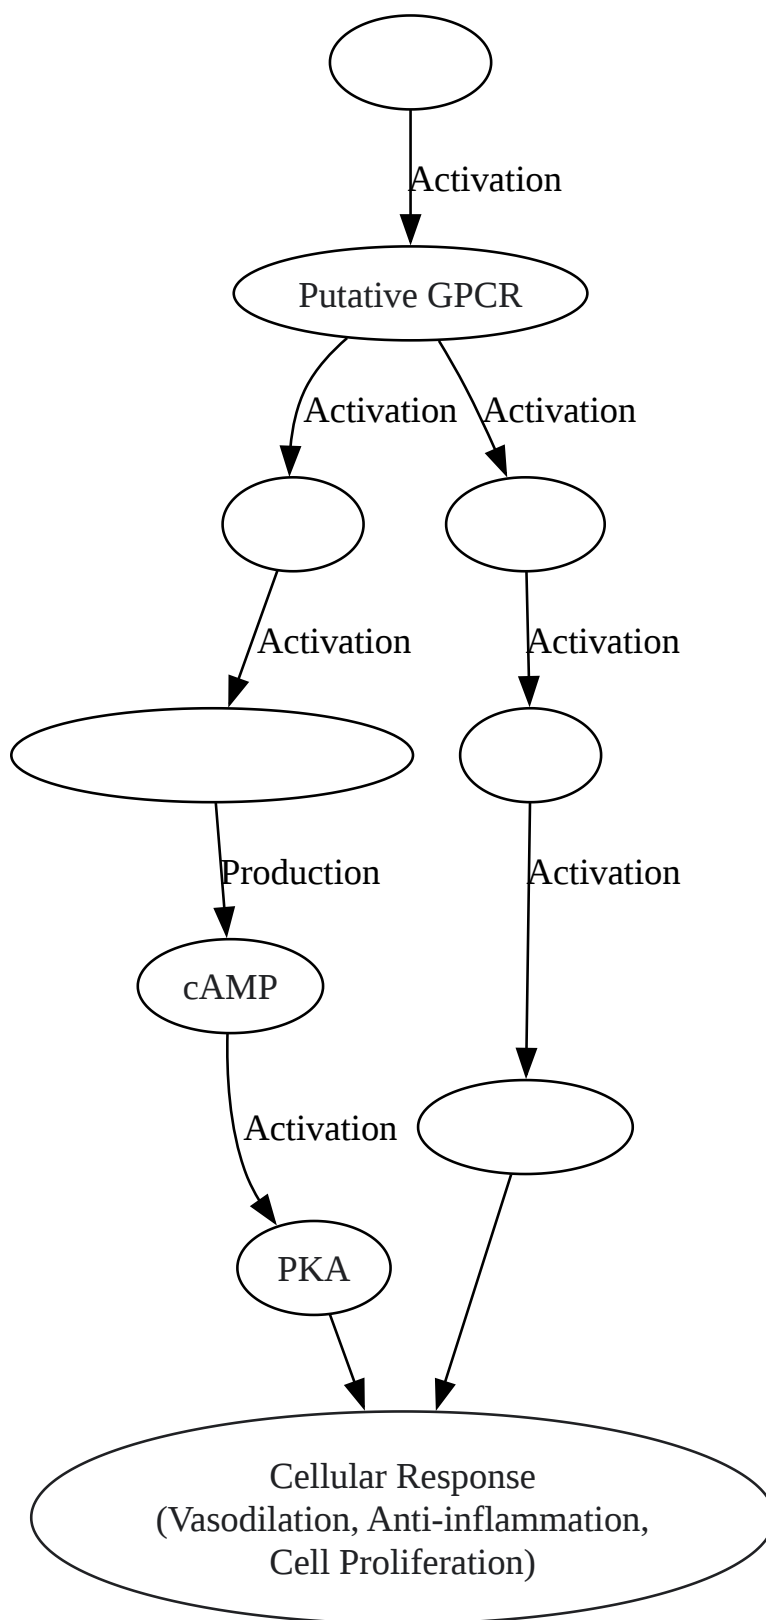 Activation
Putative GPCR
Activation
Activation
Activation
Activation
Production
Activation
cAMP
Activation
PKA
Cellular Response
(Vasodilation, Anti-inflammation,
Cell Proliferation)